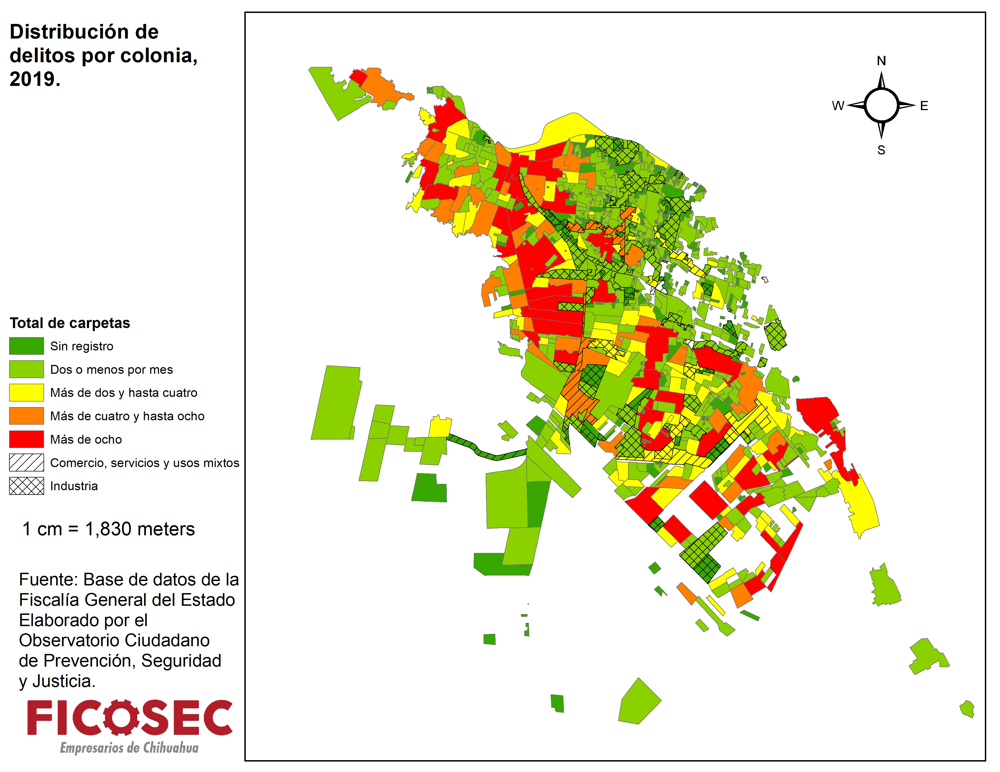 Distribución de
delitos por colonia,
2019.
N
W
E
S
Total de carpetas
Sin registro
Dos o menos por mes
Más de dos y hasta cuatro
Más de cuatro y hasta ocho
Más de ocho
Comercio, servicios y usos mixtos
Industria
1 cm = 1,830 meters
Fuente: Base de datos de la
Fiscalía General del Estado
Elaborado por el
Observatorio Ciudadano
de Prevención, Seguridad
y Justicia.
FICOSEC
Empresarios de Chihuahua